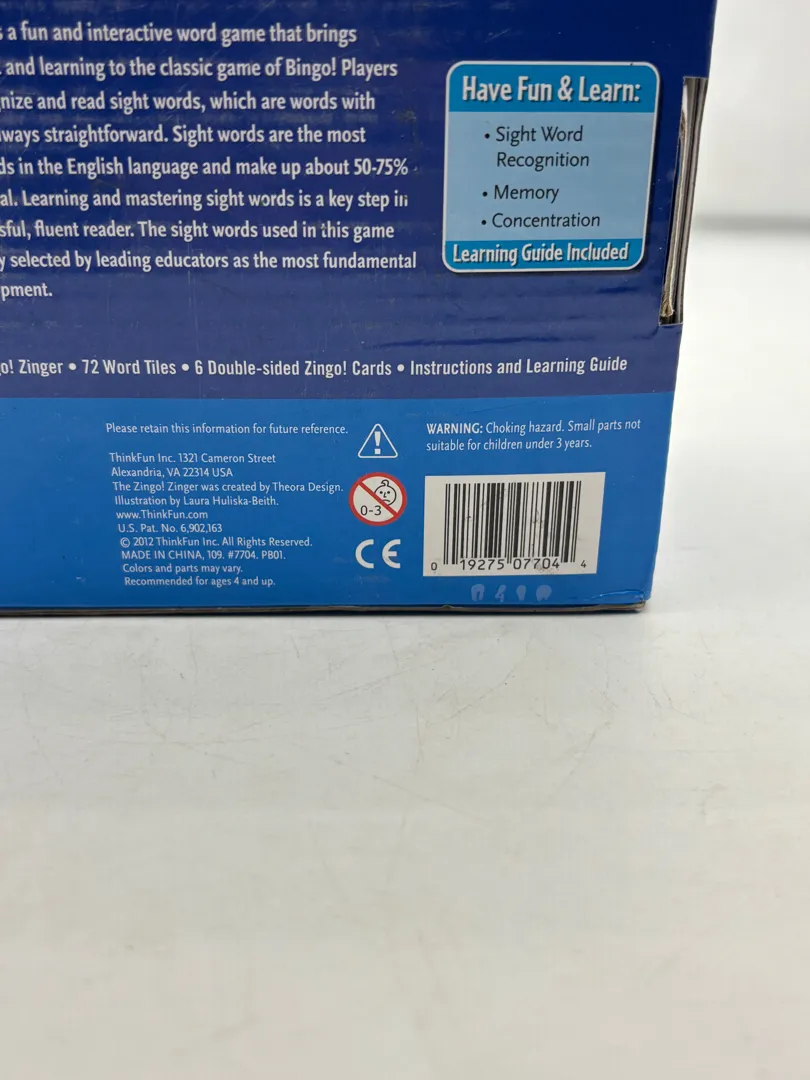 a fun and interactive word game that brings
and learning to the classic game of Bingo! Players
nize and read sight words, which are words with
ways straightforward. Sight words are the most
ds in the English language and make up about 50-75%
al. Learning and mastering sight words is a key step in
sful, fluent reader. The sight words used in this game
y selected by leading educators as the most fundamental
pment.
Have Fun & Learn:
• Sight Word
Recognition
• Memory
• Concentration
Learning Guide Included
go! Zinger • 72 Word Tiles • 6 Double-sided Zingo! Cards • Instructions and Learning Guide
Please retain this information for future reference.
ThinkFun Inc. 1321 Cameron Street
Alexandria, VA 22314 USA
The Zingo! Zinger was created by Theora Design.
Illustration by Laura Huliska-Beith.
www.ThinkFun.com
U.S. Pat. No. 6,902,163
© 2012 ThinkFun Inc. All Rights Reserved.
MADE IN CHINA, 109. #7704. PB01.
Colors and parts may vary.
Recommended for ages 4 and up.
0-3
CE
WARNING: Choking hazard. Small parts not
suitable for children under 3 years.
0 19275 07704 4